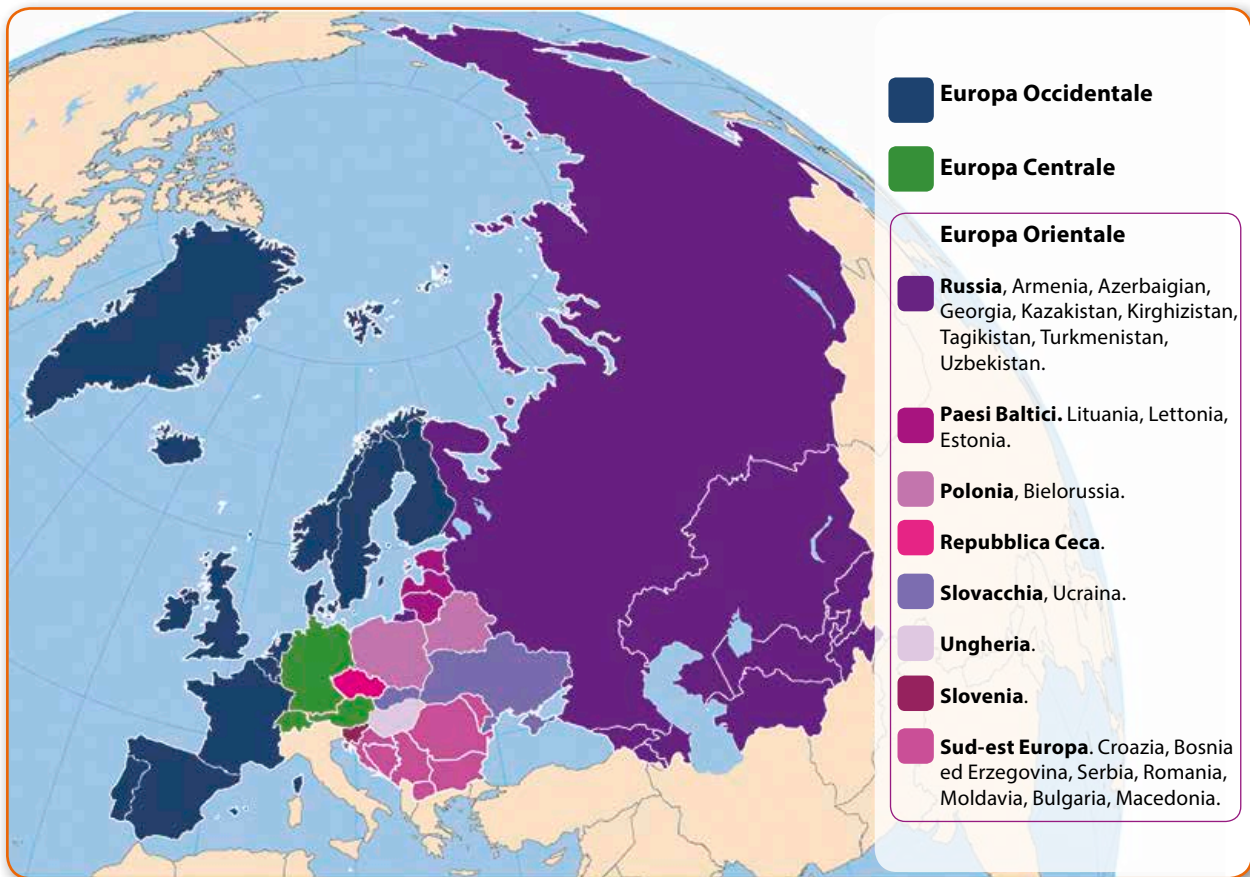 Europa Occidentale
Europa Centrale
Europa Orientale
Russia, Armenia, Azerbaigian,
Georgia, Kazakistan, Kirghizistan,
Tagikistan, Turkmenistan,
Uzbekistan.
Paesi Baltici. Lituania, Lettonia,
Estonia.
Polonia, Bielorussia.
Repubblica Ceca.
Slovacchia, Ucraina.
Ungheria.
Slovenia.
Sud-est Europa. Croazia, Bosnia
ed Erzegovina, Serbia, Romania,
Moldavia, Bulgaria, Macedonia.